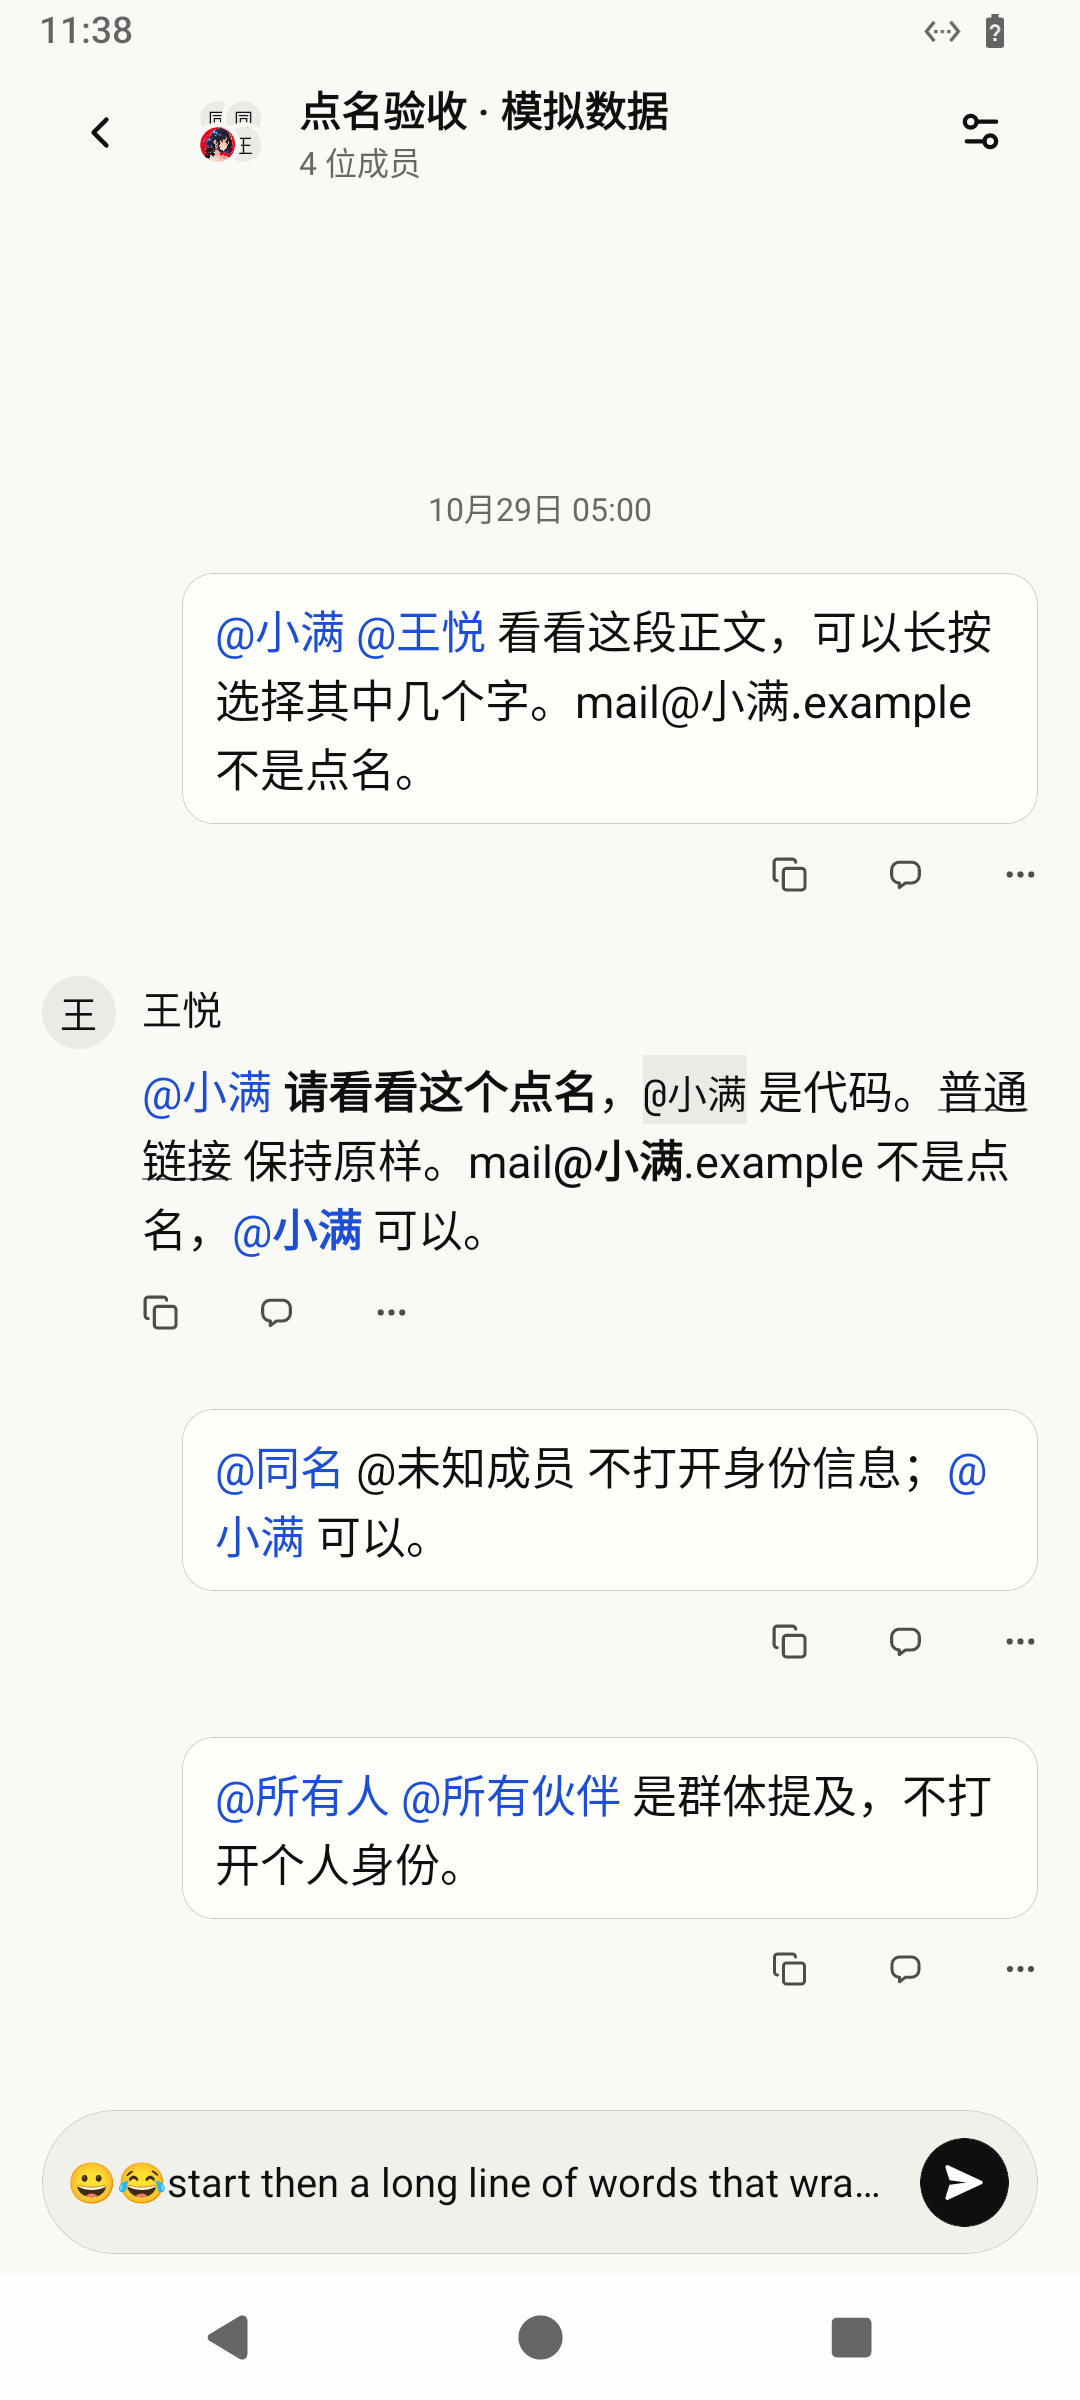 11:38
点名验收 · 模拟数据
4 位成员
10月29日 05:00
@小满 @王悦 看看这段正文，可以长按
选择其中几个字。mail@小满.example
不是点名。
王 王悦
@小满 请看看这个点名，@小满 是代码。普通
链接 保持原样。mail@小满.example 不是点
名，@小满 可以。
@同名 @未知成员 不打开身份信息；@
小满 可以。
@所有人 @所有伙伴 是群体提及，不打
开个人身份。
😀😂start then a long line of words that wra...